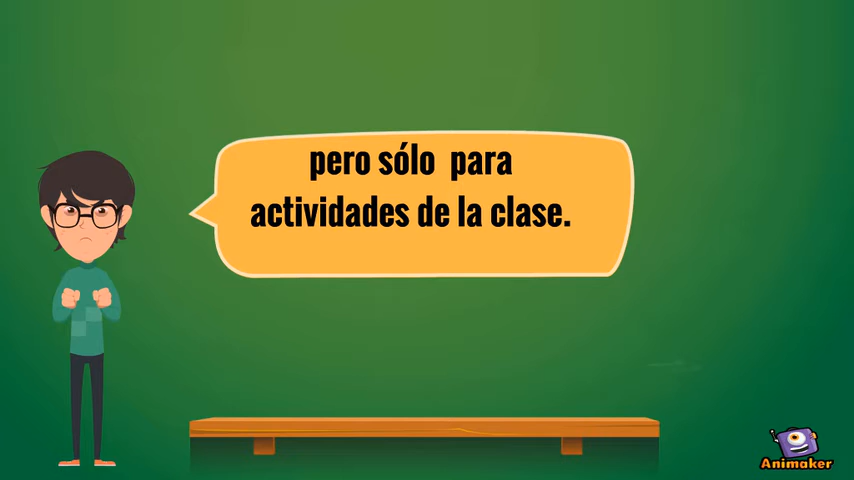 pero sólo para
actividades de la clase.
Animaker